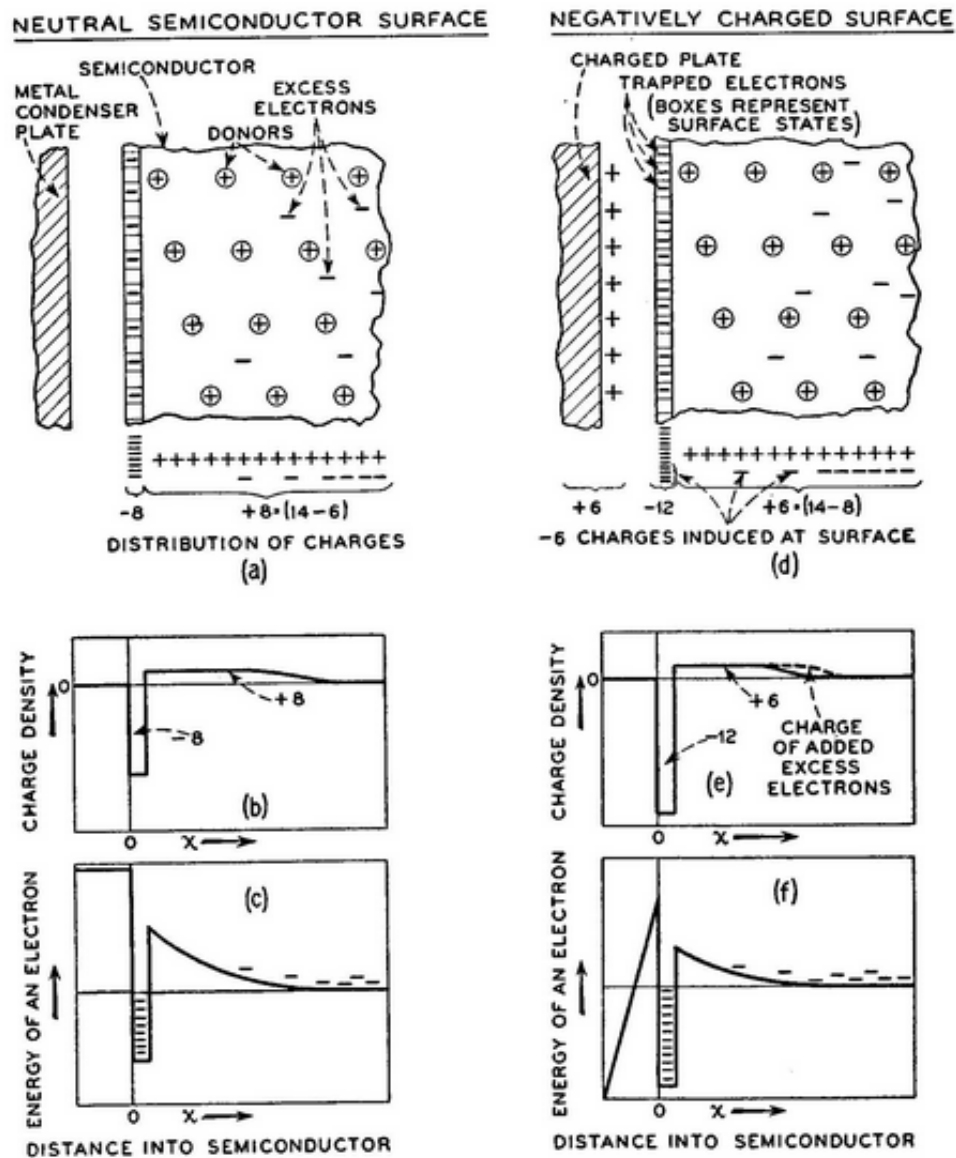 NEUTRAL SEMICONDUCTOR SURFACE
SEMICONDUCTOR
METAL
CONDENSER
PLATE
EXCESS
ELECTRONS
DONORS
-8
+8=(14-6)
DISTRIBUTION OF CHARGES
(a)
NEGATIVELY CHARGED SURFACE
CHARGED PLATE
TRAPPED ELECTRONS
(BOXES REPRESENT
SURFACE STATES)
+6
-12
+6=(14-8)
-6 CHARGES INDUCED AT SURFACE
(d)
CHARGE DENSITY
0
+8
-8
(b)
0
x
CHARGE DENSITY
0
+6
-12
CHARGE
OF ADDED
EXCESS
ELECTRONS
(e)
0
x
ENERGY OF AN ELECTRON
(c)
0
x
DISTANCE INTO SEMICONDUCTOR
ENERGY OF AN ELECTRON
(f)
0
x
DISTANCE INTO SEMICONDUCTOR